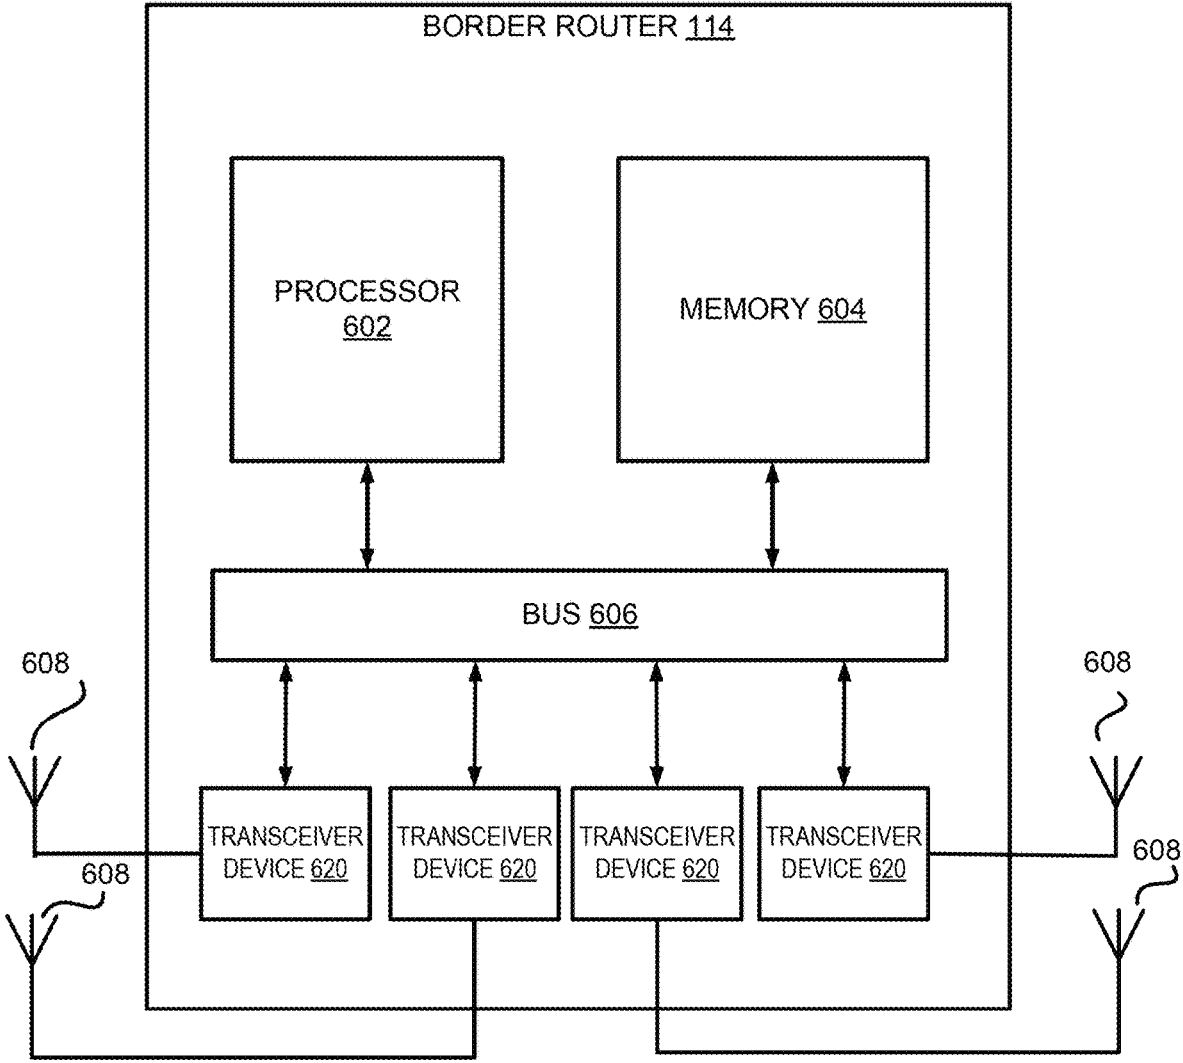 BORDER ROUTER 114
PROCESSOR
602
MEMORY 604
BUS 606
608
608
TRANSCEIVER
DEVICE 620
TRANSCEIVER
DEVICE 620
TRANSCEIVER
DEVICE 620
TRANSCEIVER
DEVICE 620
608
608